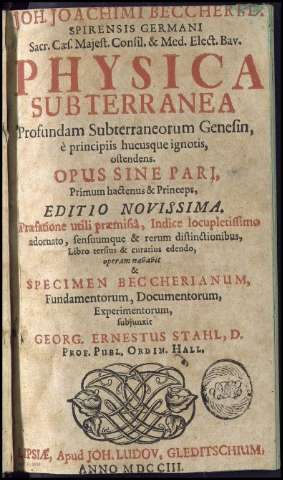 JOH. JOACHIMI BECCHERI, D.
SPIRENSIS GERMANI
Sacr. Cæs. Majest. Consil. & Med. Elect. Bav.
PHYSICA
SUBTERRANEA
Profundam Subterraneorum Genesin,
è principiis hucusque ignotis,
ostendens.
OPUS SINE PARI,
Primum hactenus & Princeps,
EDITIO NOVISSIMA.
Præfatione utili præmissâ, Indice locupletissimo
adornato, sensuumque & rerum distinctionibus,
Libro tersius & curatius edendo,
operam navavit
&
SPECIMEN BECCHERIANUM,
Fundamentorum, Documentorum,
Experimentorum,
subjunxit
GEORG. ERNESTUS STAHL, D.
PROF. PUBL. ORDIN. HALL.
LIPSIÆ, Apud JOH. LUDOV. GLEDITSCHIUM,
ANNO MDCCIII.